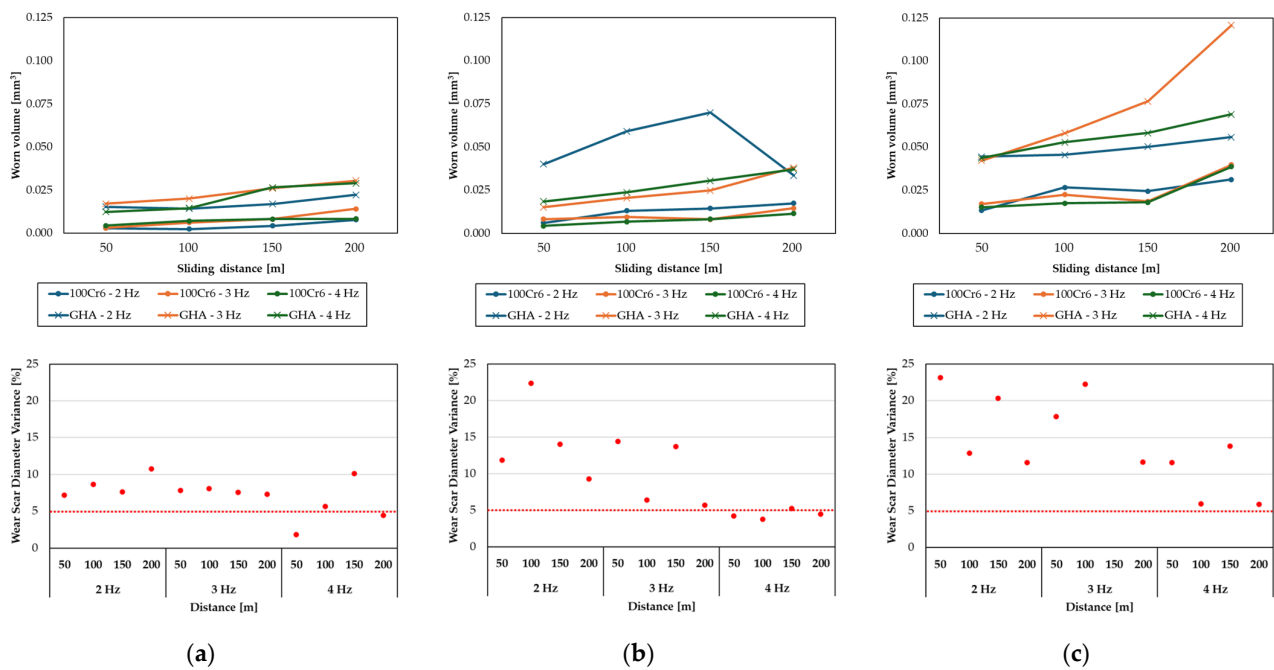 0.125
0.100
0.075
0.050
0.025
0.000
Worn volume [mm³]
50 100 150 200
Sliding distance [m]
100Cr6 - 2 Hz 100Cr6 - 3 Hz 100Cr6 - 4 Hz
GHA - 2 Hz GHA - 3 Hz GHA - 4 Hz
0.125
0.100
0.075
0.050
0.025
0.000
Worn volume [mm³]
50 100 150 200
Sliding distance [m]
100Cr6 - 2 Hz 100Cr6 - 3 Hz 100Cr6 - 4 Hz
GHA - 2 Hz GHA - 3 Hz GHA - 4 Hz
0.125
0.100
0.075
0.050
0.025
0.000
Worn volume [mm³]
50 100 150 200
Sliding distance [m]
100Cr6 - 2 Hz 100Cr6 - 3 Hz 100Cr6 - 4 Hz
GHA - 2 Hz GHA - 3 Hz GHA - 4 Hz
25
20
15
10
5
0
Wear Scar Diameter Variance [%]
50 100 150 200 50 100 150 200 50 100 150 200
2 Hz 3 Hz 4 Hz
Distance [m]
25
20
15
10
5
0
Wear Scar Diameter Variance [%]
50 100 150 200 50 100 150 200 50 100 150 200
2 Hz 3 Hz 4 Hz
Distance [m]
25
20
15
10
5
0
Wear Scar Diameter Variance [%]
50 100 150 200 50 100 150 200 50 100 150 200
2 Hz 3 Hz 4 Hz
Distance [m]
(a) (b) (c)